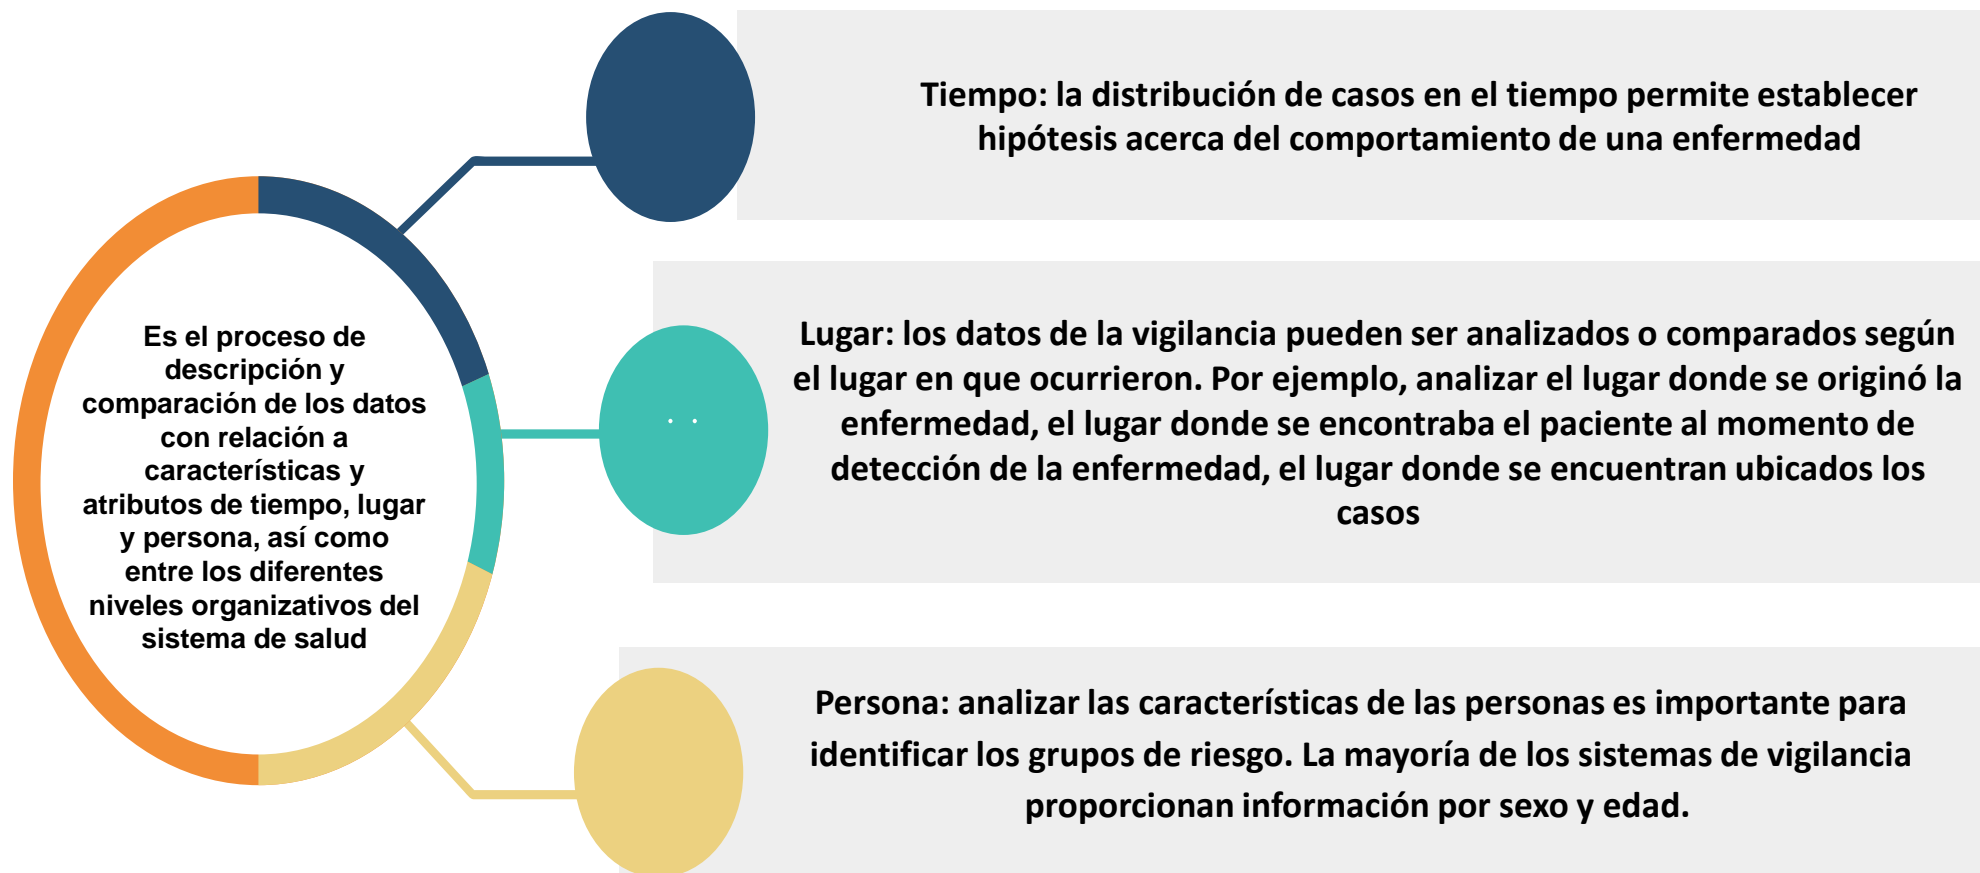 Es el proceso de
descripción y
comparación de los datos
con relación a
características y
atributos de tiempo, lugar
y persona, así como
entre los diferentes
niveles organizativos del
sistema de salud
Tiempo: la distribución de casos en el tiempo permite establecer
hipótesis acerca del comportamiento de una enfermedad
Lugar: los datos de la vigilancia pueden ser analizados o comparados según
el lugar en que ocurrieron. Por ejemplo, analizar el lugar donde se originó la
enfermedad, el lugar donde se encontraba el paciente al momento de
detección de la enfermedad, el lugar donde se encuentran ubicados los
casos
Persona: analizar las características de las personas es importante para
identificar los grupos de riesgo. La mayoría de los sistemas de vigilancia
proporcionan información por sexo y edad.